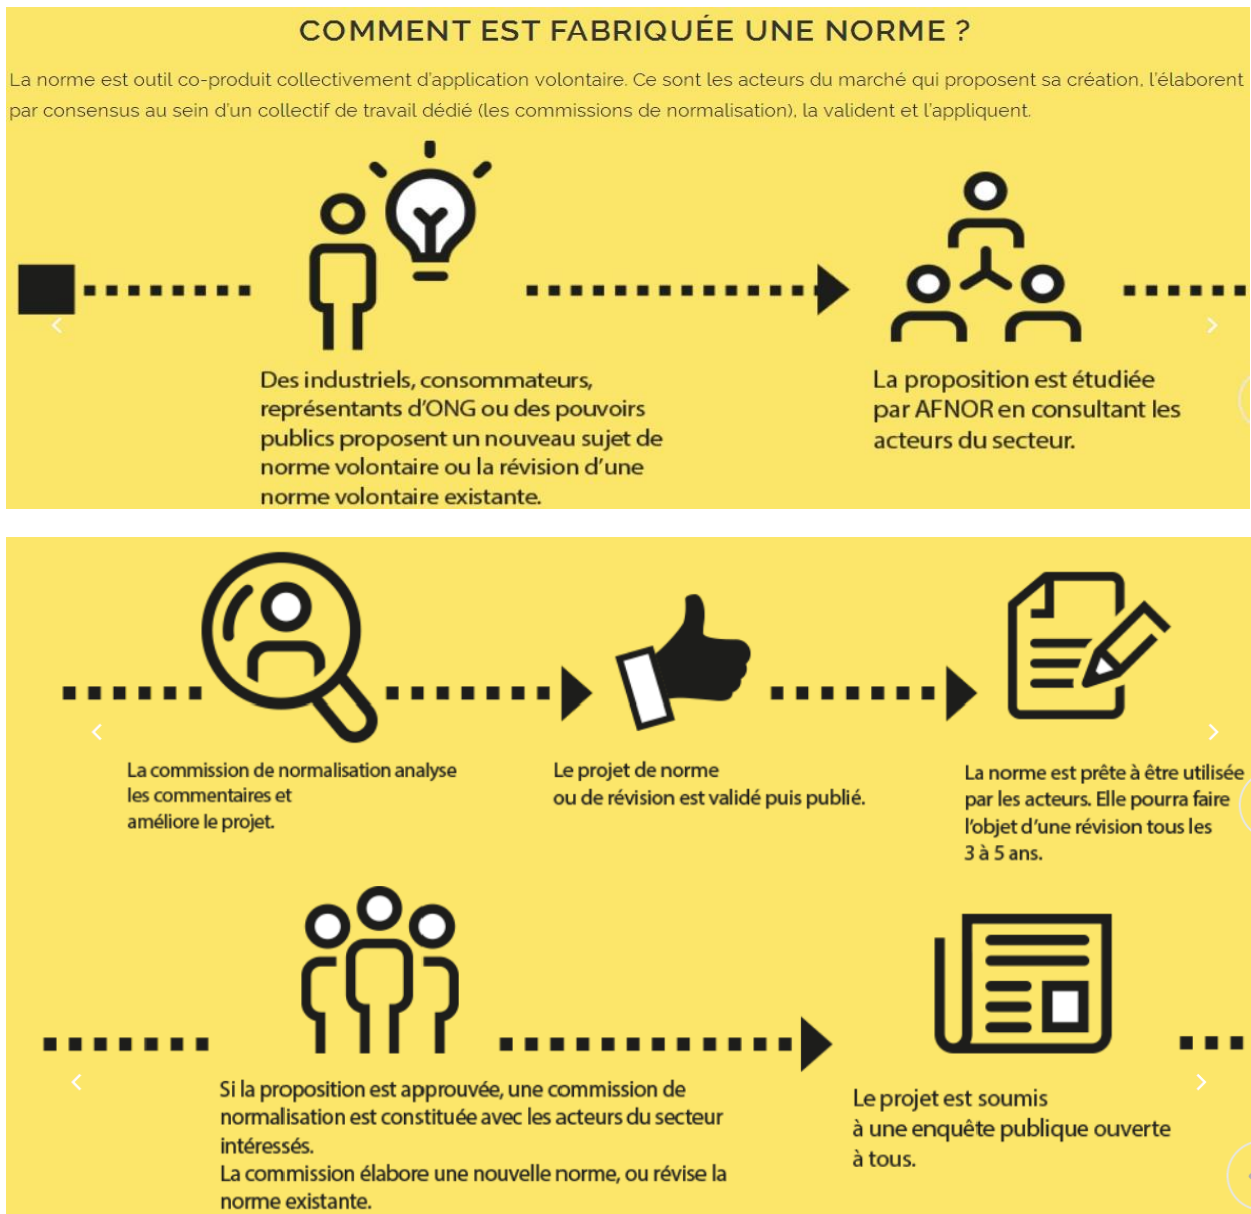 COMMENT EST FABRIQUÉE UNE NORME ?
La norme est outil co-produit collectivement d'application volontaire. Ce sont les acteurs du marché qui proposent sa création, l'élaborent
par consensus au sein d'un collectif de travail dédié (les commissions de normalisation), la valident et l'appliquent.
Des industriels, consommateurs,
représentants d'ONG ou des pouvoirs
publics proposent un nouveau sujet de
norme volontaire ou la révision d'une
norme volontaire existante.
La proposition est étudiée
par AFNOR en consultant les
acteurs du secteur.
La commission de normalisation analyse
les commentaires et
améliore le projet.
Le projet de norme
ou de révision est validé puis publié.
La norme est prête à être utilisée
par les acteurs. Elle pourra faire
l'objet d'une révision tous les
3 à 5 ans.
Si la proposition est approuvée, une commission de
normalisation est constituée avec les acteurs du secteur
intéressés.
La commission élabore une nouvelle norme, ou révise la
norme existante.
Le projet est soumis
à une enquête publique ouverte
à tous.